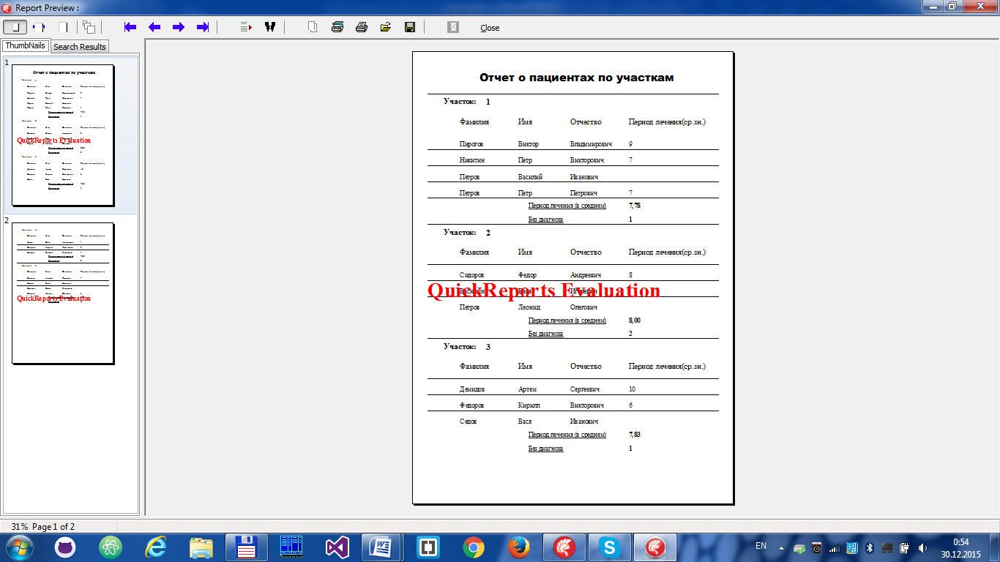 Report Preview :
Close
ThumbNails Search Results
1
Отчет о пациентах по участкам
QuickReports Evaluation
2
QuickReports Evaluation
Отчет о пациентах по участкам
Участок: 1
Фамилия Имя Отчество Период лечения(ср.зн.)
Пирогов Виктор Владимирович 9
Никитин Петр Викторович 7
Петров Василий Иванович
Петров Петр Петрович 7
Период лечения (в среднем) 7,78
Без диагноза 1
Участок: 2
Фамилия Имя Отчество Период лечения(ср.зн.)
Сидоров Федор Андреевич 8
QuickReports Evaluation
Петров Леонид Олегович
Период лечения (в среднем) 8,00
Без диагноза 2
Участок: 3
Фамилия Имя Отчество Период лечения(ср.зн.)
Демидов Артем Сергеевич 10
Федоров Кирилл Викторович 6
Седов Вася Иванович
Период лечения (в среднем) 7,83
Без диагноза 1
31% Page 1 of 2
EN
0:54
30.12.2015